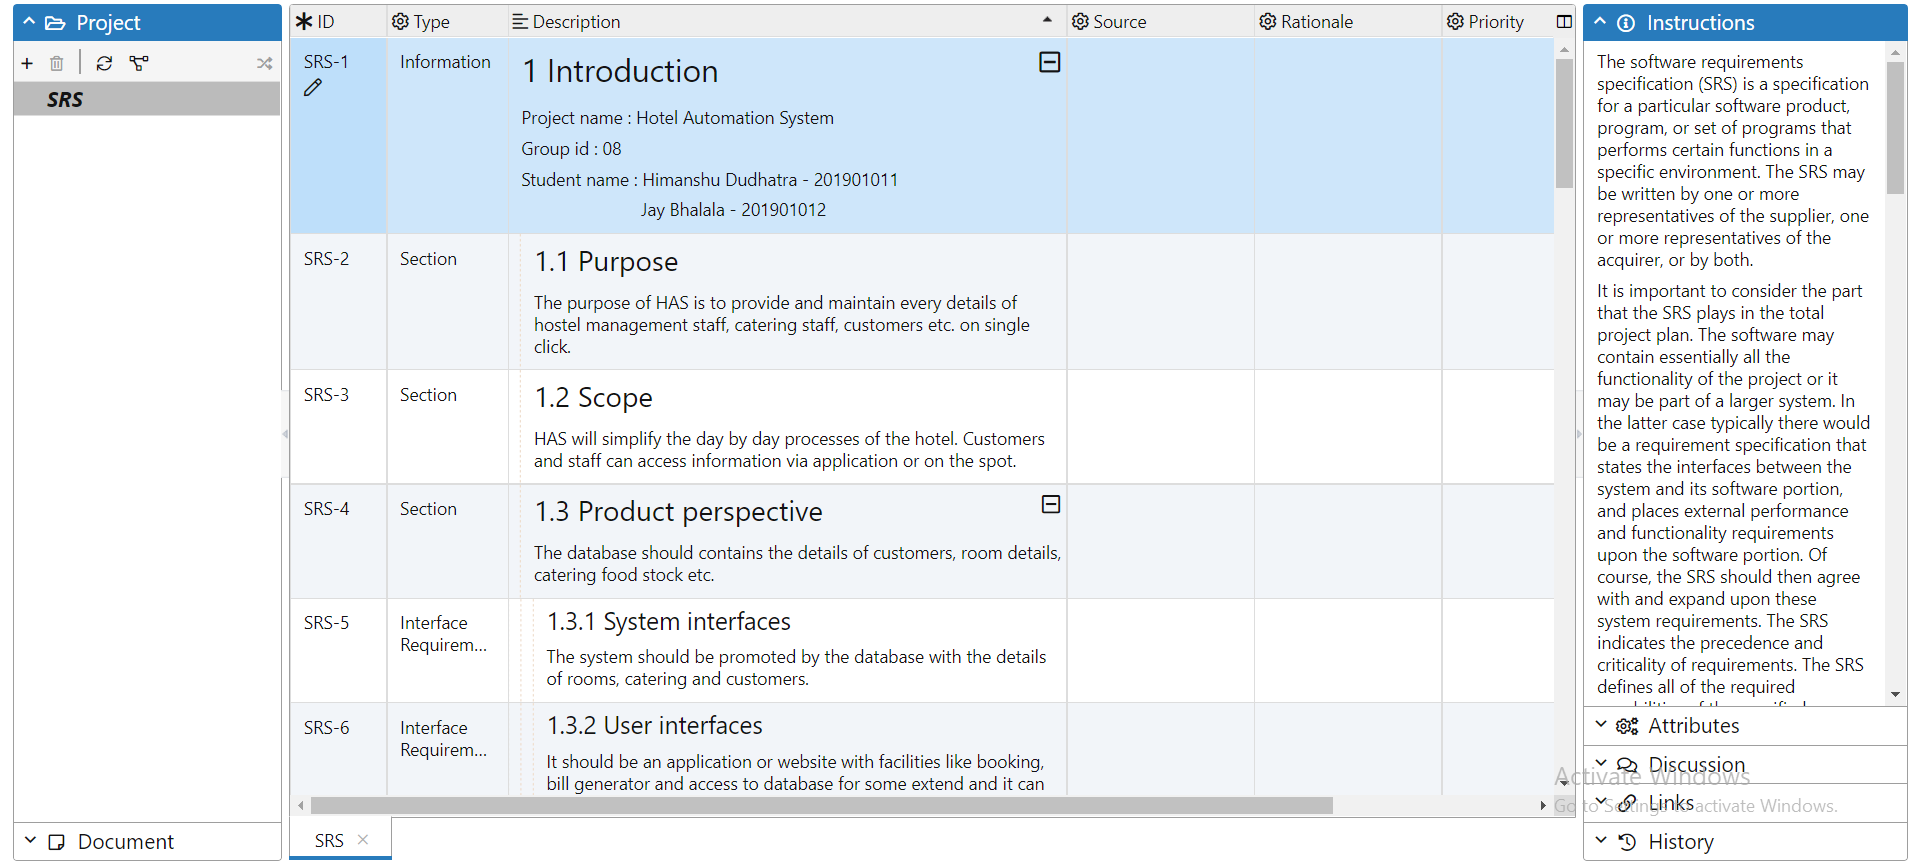 Project
SRS
Document
ID Type Description Source Rationale Priority
SRS-1 Information 1 Introduction
Project name : Hotel Automation System
Group id : 08
Student name : Himanshu Dudhatra - 201901011
Jay Bhalala - 201901012
SRS-2 Section 1.1 Purpose
The purpose of HAS is to provide and maintain every details of
hostel management staff, catering staff, customers etc. on single
click.
SRS-3 Section 1.2 Scope
HAS will simplify the day by day processes of the hotel. Customers
and staff can access information via application or on the spot.
SRS-4 Section 1.3 Product perspective
The database should contains the details of customers, room details,
catering food stock etc.
SRS-5 Interface Requirem... 1.3.1 System interfaces
The system should be promoted by the database with the details
of rooms, catering and customers.
SRS-6 Interface Requirem... 1.3.2 User interfaces
It should be an application or website with facilities like booking,
bill generator and access to database for some extend and it can
SRS
Instructions
The software requirements
specification (SRS) is a specification
for a particular software product,
program, or set of programs that
performs certain functions in a
specific environment. The SRS may
be written by one or more
representatives of the supplier, one
or more representatives of the
acquirer, or by both.
It is important to consider the part
that the SRS plays in the total
project plan. The software may
contain essentially all the
functionality of the project or it
may be part of a larger system. In
the latter case typically there would
be a requirement specification that
states the interfaces between the
system and its software portion,
and places external performance
and functionality requirements
upon the software portion. Of
course, the SRS should then agree
with and expand upon these
system requirements. The SRS
indicates the precedence and
criticality of requirements. The SRS
defines all of the required
Attributes
Discussion
Links
History
Activate Windows
Go to Settings to activate Windows.